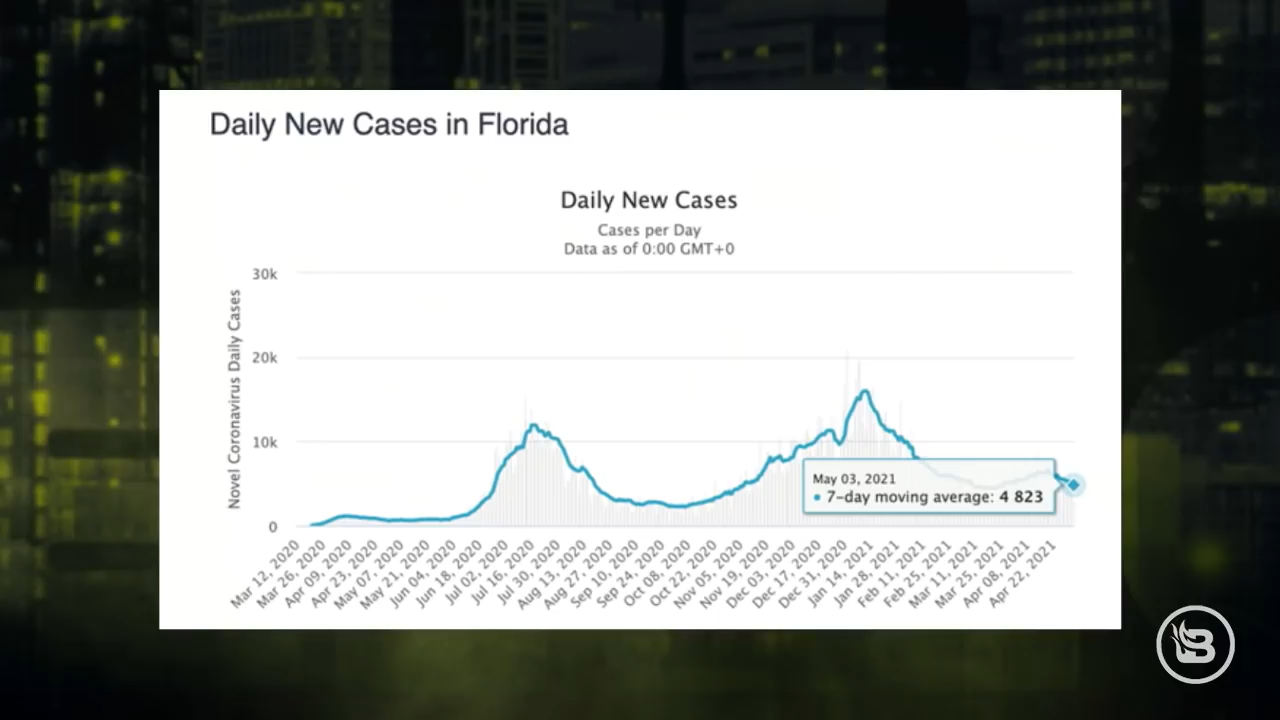 Daily New Cases in Florida
Daily New Cases
Cases per Day
Data as of 0:00 GMT+0
Novel Coronavirus Daily Cases
30k
20k
10k
0
May 03, 2021
7-day moving average: 4 823
Mar 12, 2020
Mar 26, 2020
Apr 09, 2020
Apr 23, 2020
May 07, 2020
May 21, 2020
Jun 04, 2020
Jun 18, 2020
Jul 02, 2020
Jul 16, 2020
Jul 30, 2020
Aug 13, 2020
Aug 27, 2020
Sep 10, 2020
Sep 24, 2020
Oct 08, 2020
Oct 22, 2020
Nov 05, 2020
Nov 19, 2020
Dec 03, 2020
Dec 17, 2020
Dec 31, 2020
Jan 14, 2021
Jan 28, 2021
Feb 11, 2021
Feb 25, 2021
Mar 11, 2021
Mar 25, 2021
Apr 08, 2021
Apr 22, 2021
B